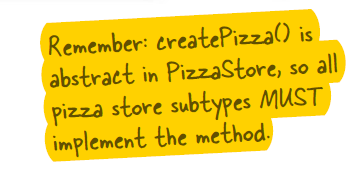 Remember: createPizza() is
abstract in PizzaStore, so all
pizza store subtypes MUST
implement the method.